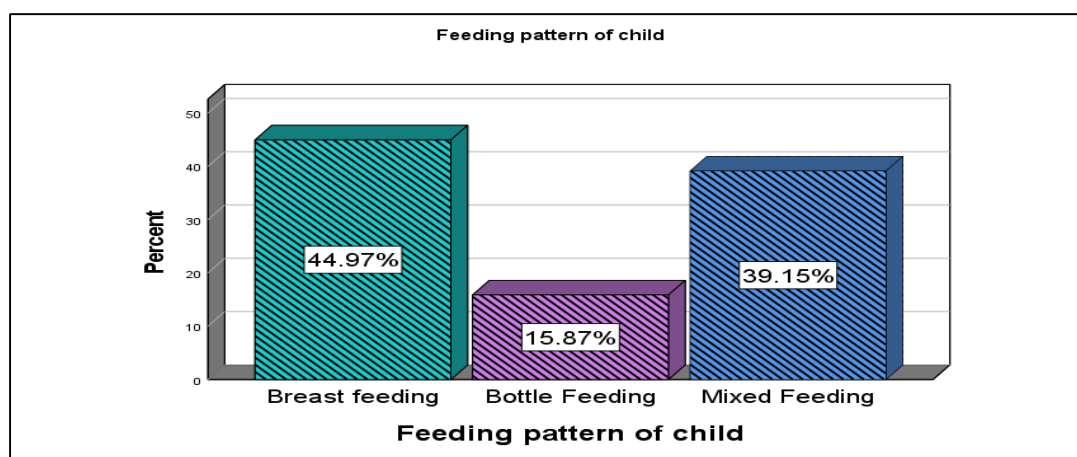 Feeding pattern of child
Percent
50
40
30
20
10
0
44.97%
15.87%
39.15%
Breast feeding Bottle Feeding Mixed Feeding
Feeding pattern of child